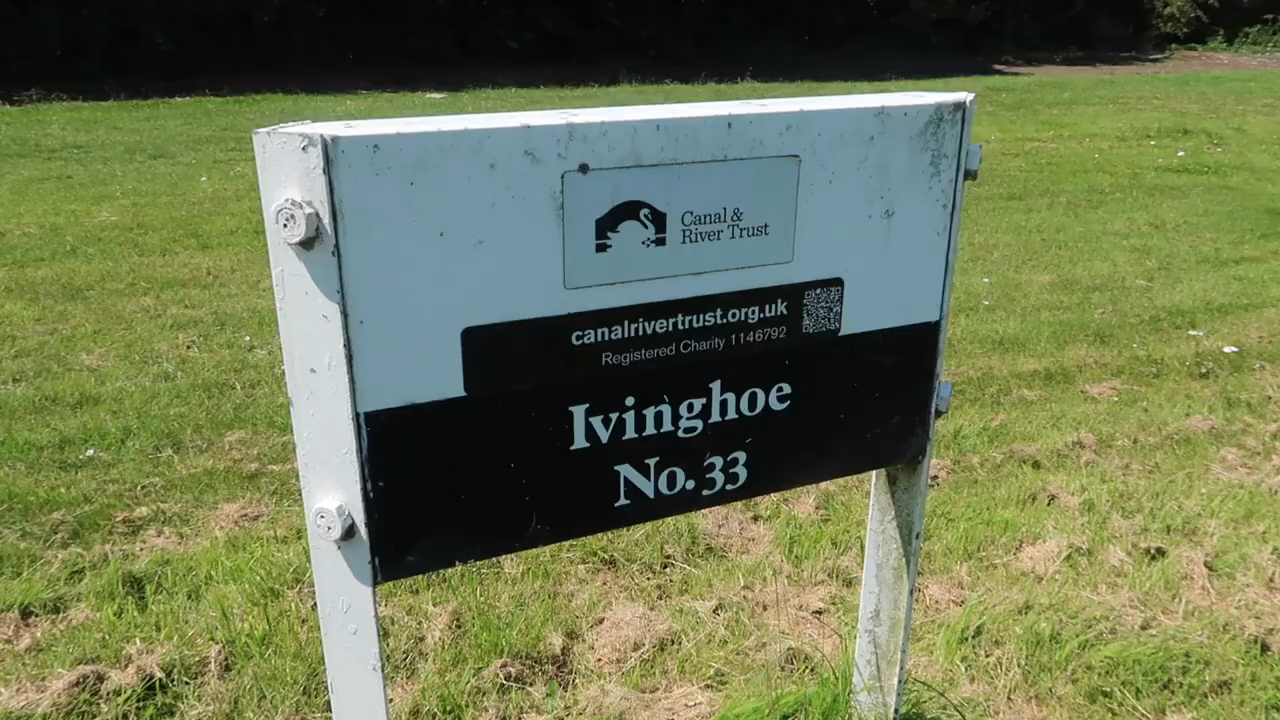 Canal &
River Trust
canalrivertrust.org.uk
Registered Charity 1146792
Ivinghoe
No. 33